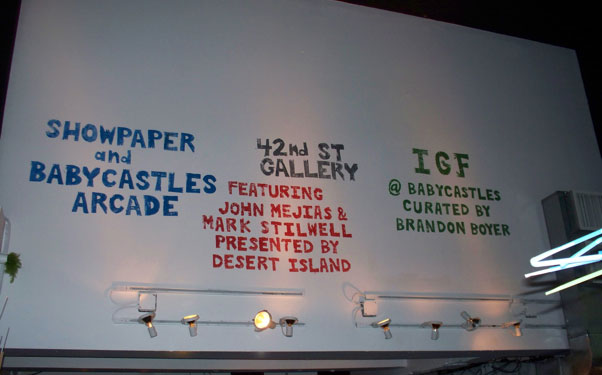 SHOWPAPER
and
BABYCASTLES
ARCADE
42nd ST
GALLERY
FEATURING
JOHN MEJIAS &
MARK STILWELL
PRESENTED BY
DESERT ISLAND
IGF
@ BABYCASTLES
CURATED BY
BRANDON BOYER